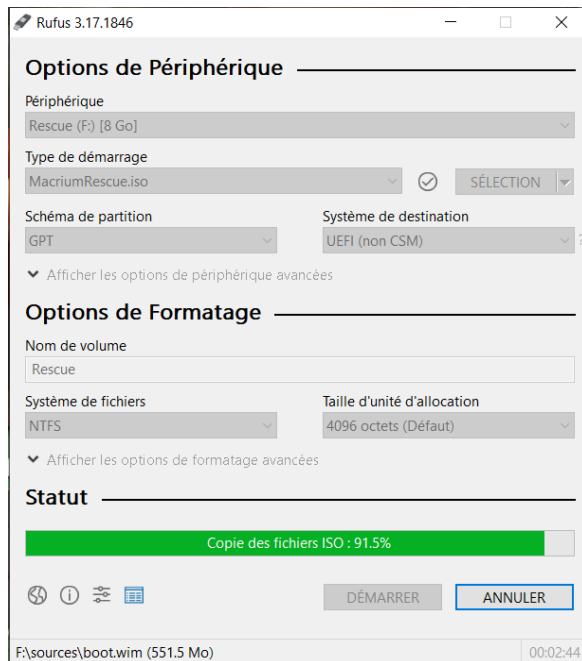 Rufus 3.17.1846
Options de Périphérique
Périphérique
Rescue (F:) [8 Go]
Type de démarrage
MacriumRescue.iso
SÉLECTION
Schéma de partition
Système de destination
GPT
UEFI (non CSM)
?
Afficher les options de périphérique avancées
Options de Formatage
Nom de volume
Rescue
Système de fichiers
Taille d'unité d'allocation
NTFS
4096 octets (Défaut)
Afficher les options de formatage avancées
Statut
Copie des fichiers ISO : 91.5%
DÉMARRER
ANNULER
F:\sources\boot.wim (551.5 Mo)
00:02:44